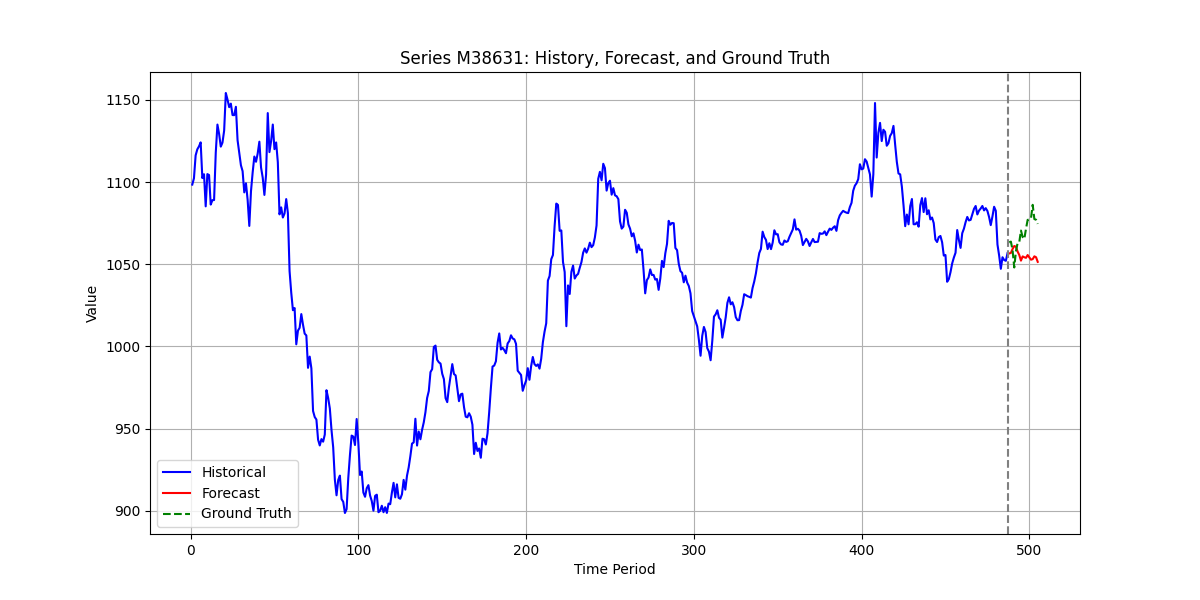 Series M38631: History, Forecast, and Ground Truth
Value
1150
1100
1050
1000
950
900
Historical
Forecast
Ground Truth
0 100 200 300 400 500
Time Period